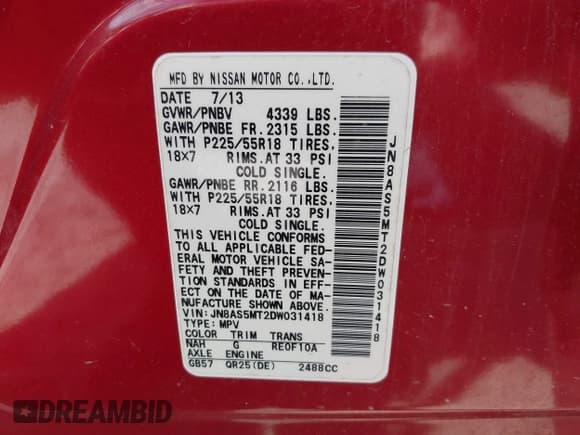 MFD BY NISSAN MOTOR CO.,LTD.
DATE 7/13
GVWR/PNBV 4339 LBS.
GAWR/PNBE FR. 2315 LBS.
WITH P225/55R18 TIRES,
18X7 RIMS. AT 33 PSI
COLD SINGLE.
GAWR/PNBE RR. 2116 LBS.
WITH P225/55R18 TIRES,
18X7 RIMS. AT 33 PSI
COLD SINGLE.
THIS VEHICLE CONFORMS
TO ALL APPLICABLE FED-
ERAL MOTOR VEHICLE SA-
FETY AND THEFT PREVEN-
TION STANDARDS IN EFF-
ECT ON THE DATE OF MA-
NUFACTURE SHOWN ABOVE.
VIN: JN8AS5MT2DW031418
TYPE: MPV
COLOR TRIM TRANS
NAH G RE0F10A
AXLE ENGINE
GB57 QR25(DE) 2488CC
JN8AS5MT2DW031418
DREAMBID